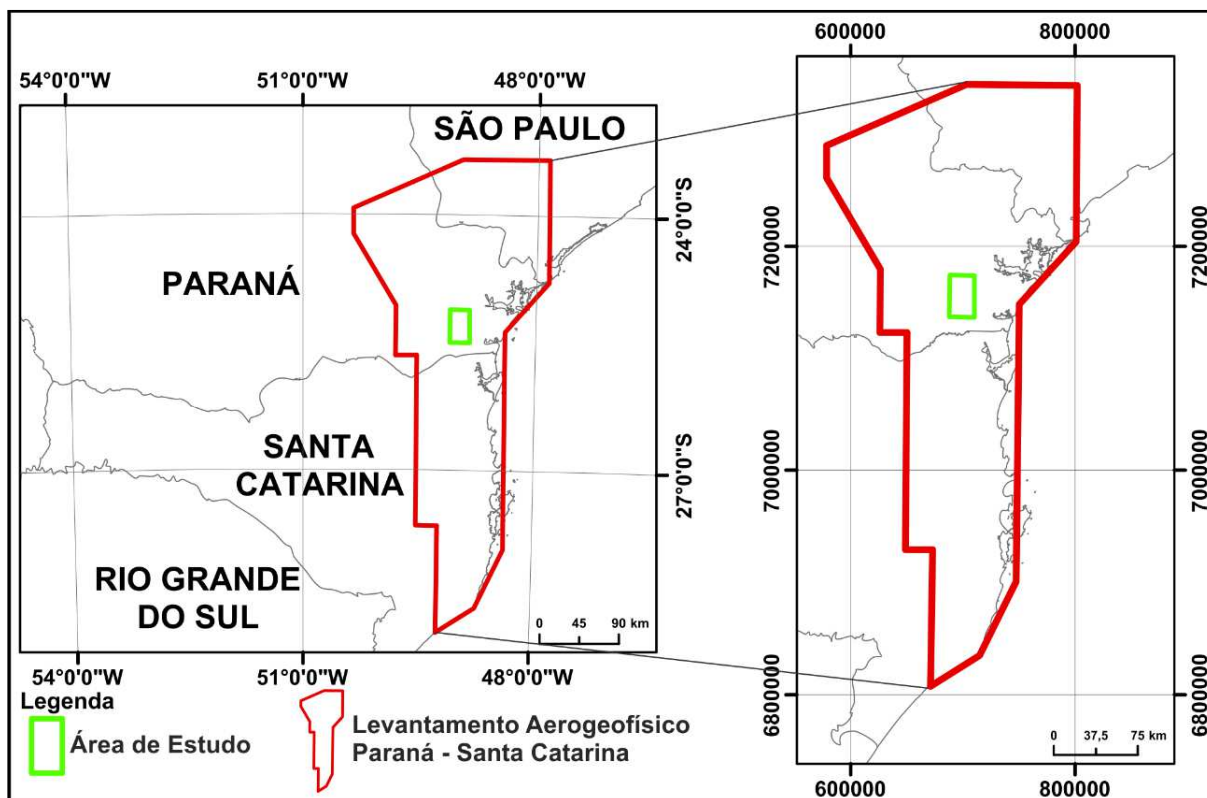 54°0'0"W
51°0'0"W
48°0'0"W
SÃO PAULO
24°0'0"S
PARANÁ
SANTA
CATARINA
27°0'0"S
RIO GRANDE
DO SUL
0 45 90 km
54°0'0"W
51°0'0"W
48°0'0"W
600000
800000
7200000
7200000
7000000
7000000
6800000
6800000
0 37,5 75 km
600000
800000
Legenda
Área de Estudo
Levantamento Aerogeofísico
Paraná - Santa Catarina